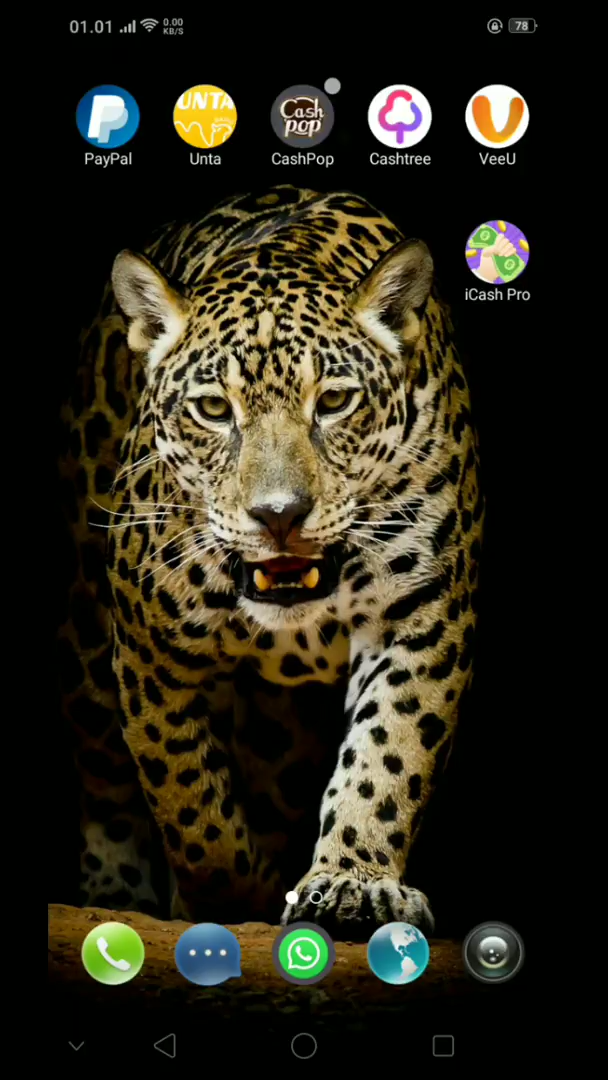 01.01 0.00 KB/S 78
UNTA Cash pop
PayPal Unta CashPop Cashtree VeeU
iCash Pro